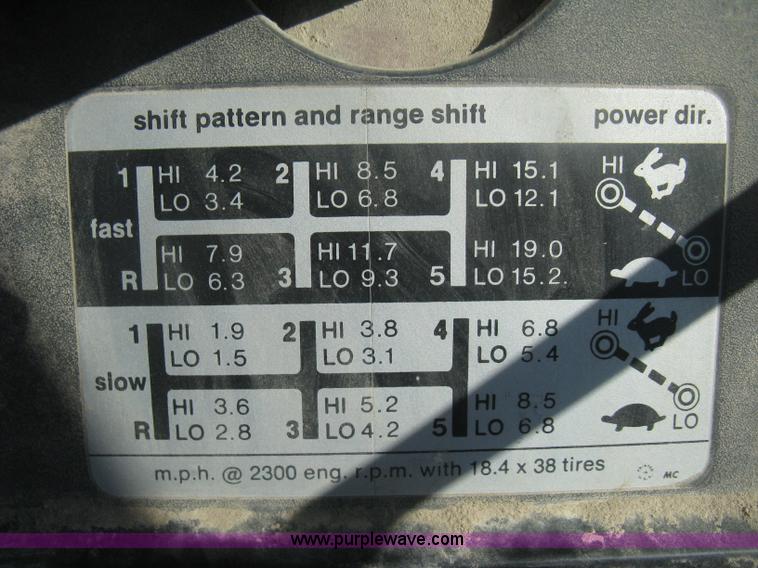 shift pattern and range shift power dir.
1 HI 4.2 2 HI 8.5 4 HI 15.1 HI
LO 3.4 LO 6.8 LO 12.1
fast
HI 7.9 HI 11.7 HI 19.0
R LO 6.3 3 LO 9.3 5 LO 15.2. LO
1 HI 1.9 2 HI 3.8 4 HI 6.8 HI
LO 1.5 LO 3.1 LO 5.4
slow
HI 3.6 HI 5.2 HI 8.5
R LO 2.8 3 LO 4.2 5 LO 6.8 LO
m.p.h. @ 2300 eng. r.p.m. with 18.4 x 38 tires MC
www.purplewave.com